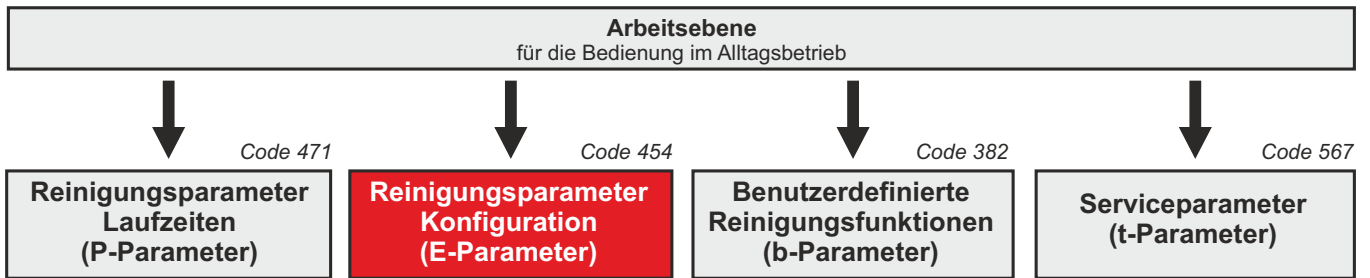 Arbeitsebene
für die Bedienung im Alltagsbetrieb
Code 471
Reinigungsparameter
Laufzeiten
(P-Parameter)
Code 454
Reinigungsparameter
Konfiguration
(E-Parameter)
Code 382
Benutzerdefinierte
Reinigungsfunktionen
(b-Parameter)
Code 567
Serviceparameter
(t-Parameter)